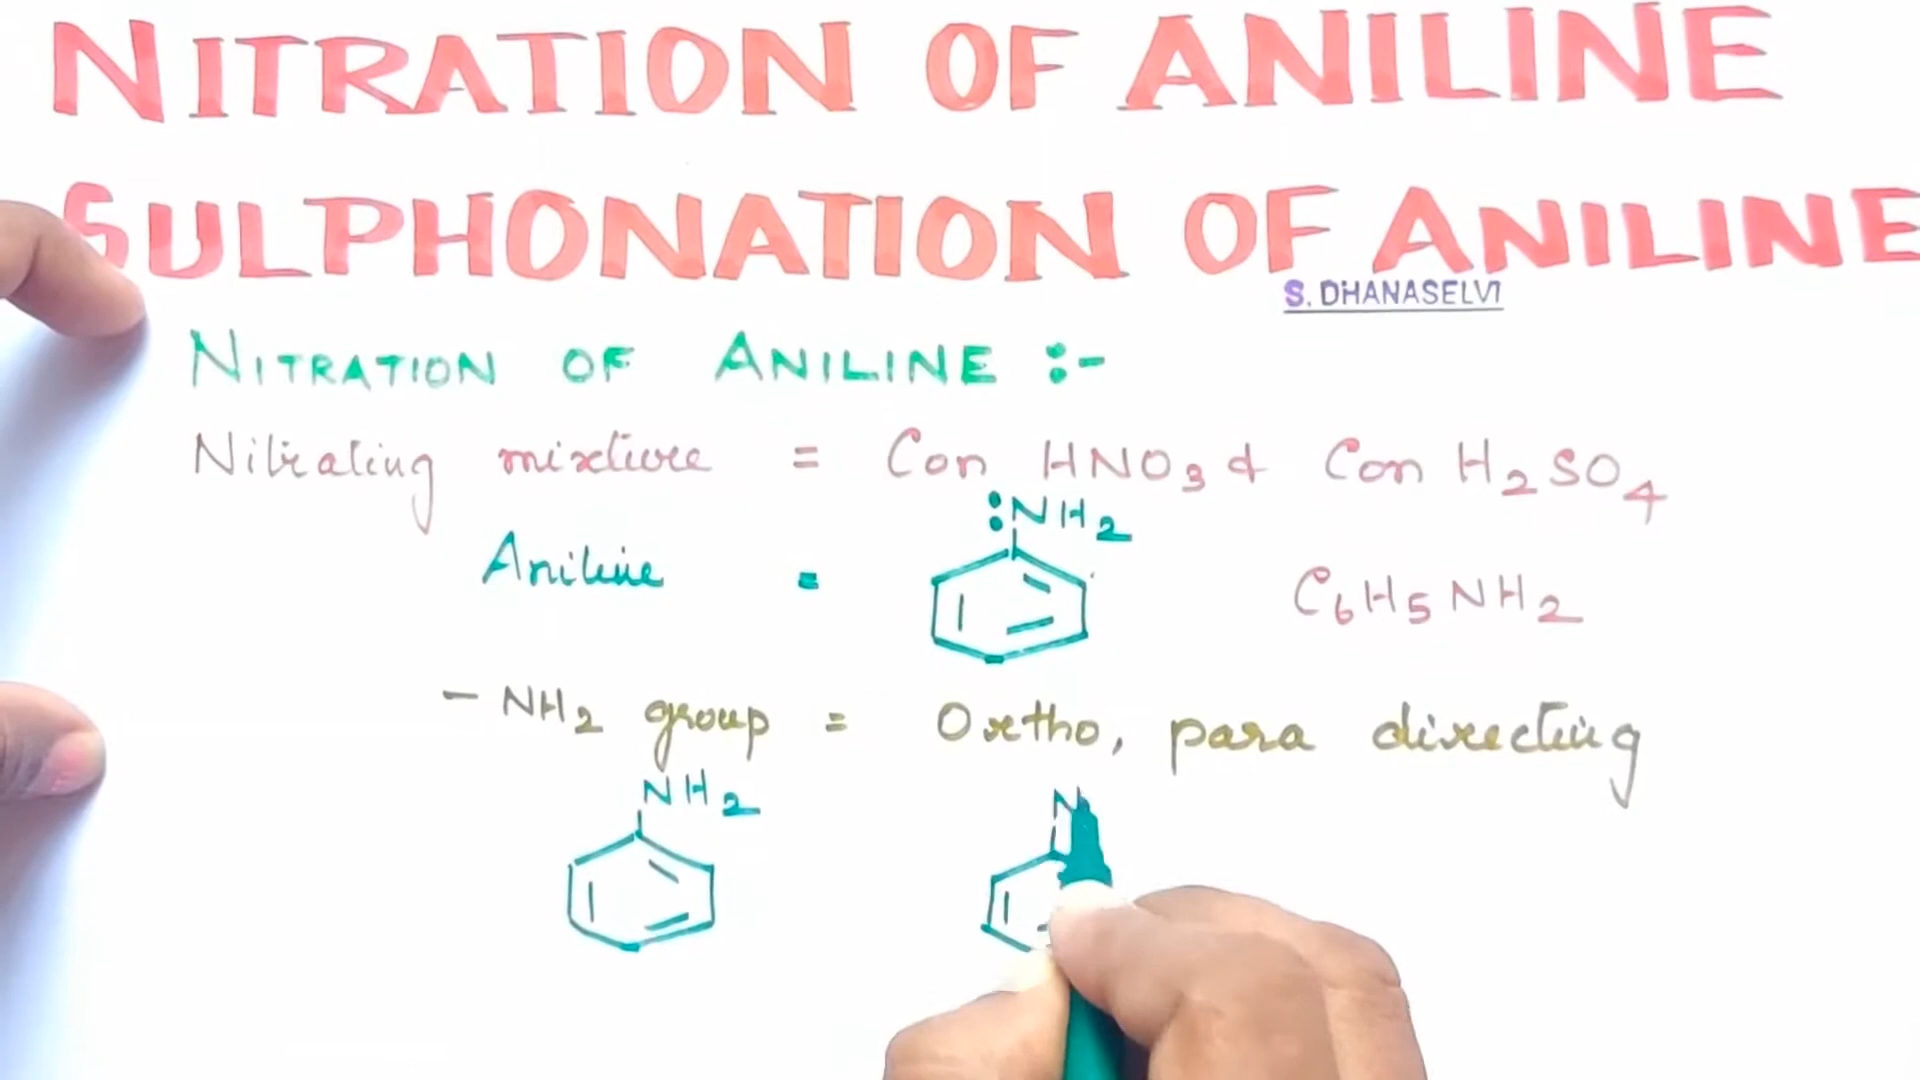 NITRATION OF ANILINE
SULPHONATION OF ANILINE
S. DHANASELVI
NITRATION OF ANILINE :-
Nitrating mixture = Con HNO3 & Con H2SO4
:NH2
Aniline = C6H5NH2
- NH2 group = Ortho, para directing
NH2 N